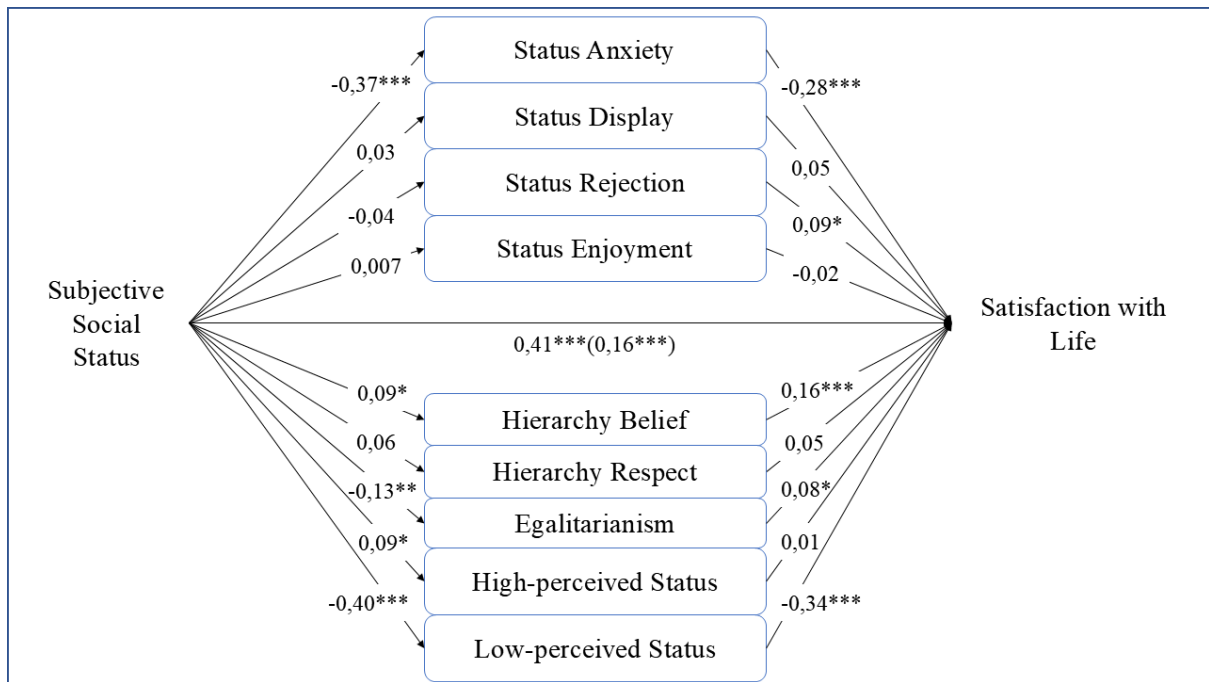 Status Anxiety
-0,37***
-0,28***
Status Display
0,03
0,05
Status Rejection
-0,04
0,09*
Status Enjoyment
0,007
-0,02
Subjective
Social
Status
Satisfaction with
Life
0,41***(0,16***)
0,09*
0,16***
Hierarchy Belief
0,06
0,05
Hierarchy Respect
-0,13**
0,08*
Egalitarianism
0,09*
0,01
High-perceived Status
-0,40***
-0,34***
Low-perceived Status